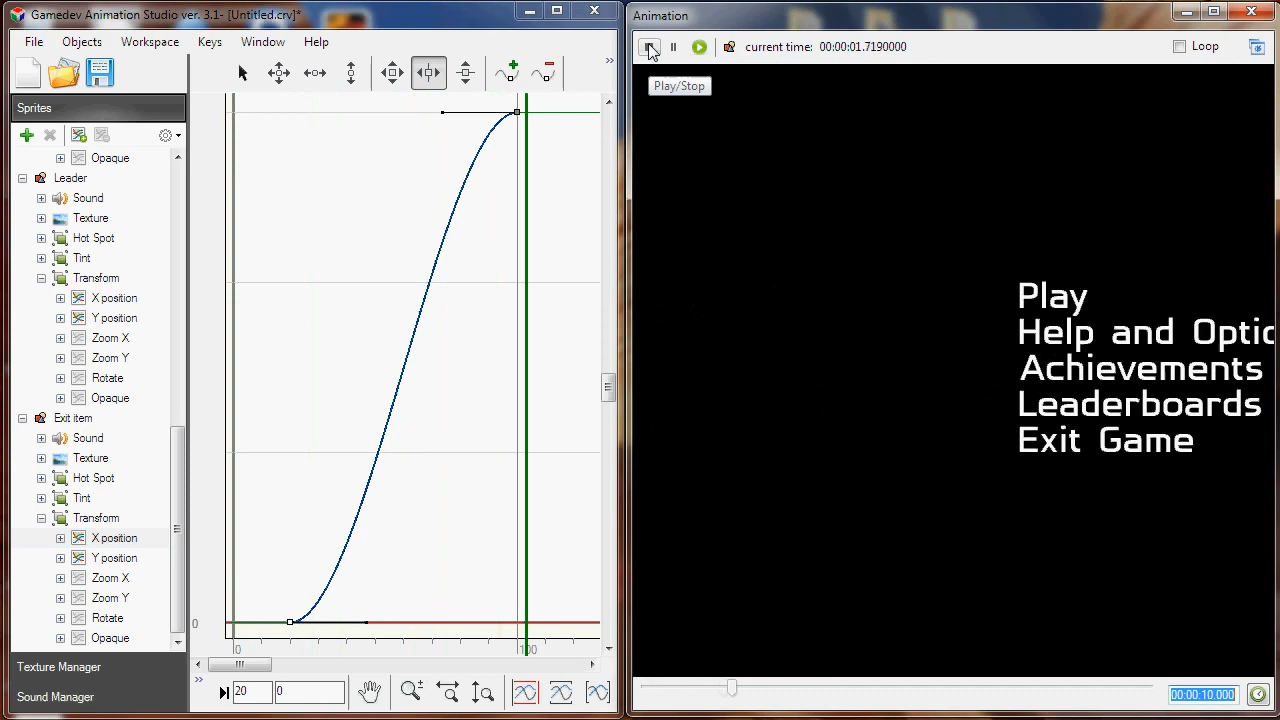 Gamedev Animation Studio ver. 3.1- [Untitled.crv]*
File Objects Workspace Keys Window Help
Sprites
Opaque
Leader
Sound
Texture
Hot Spot
Tint
Transform
X position
Y position
Zoom X
Zoom Y
Rotate
Opaque
Exit item
Sound
Texture
Hot Spot
Tint
Transform
X position
Y position
Zoom X
Zoom Y
Rotate
Opaque
Texture Manager
Sound Manager
0
0 100
20 0
Animation
current time: 00:00:01.7190000 Loop
Play/Stop
Play
Help and Optic
Achievements
Leaderboards
Exit Game
00:00:10.000